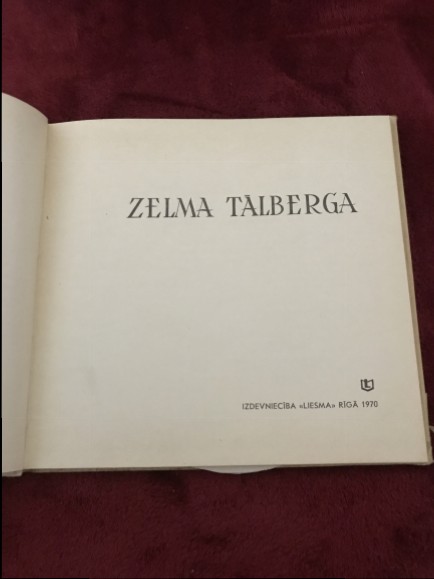 ZELMA TĀLBERGA
IZDEVNIECĪBA «LIESMA» RĪGĀ 1970